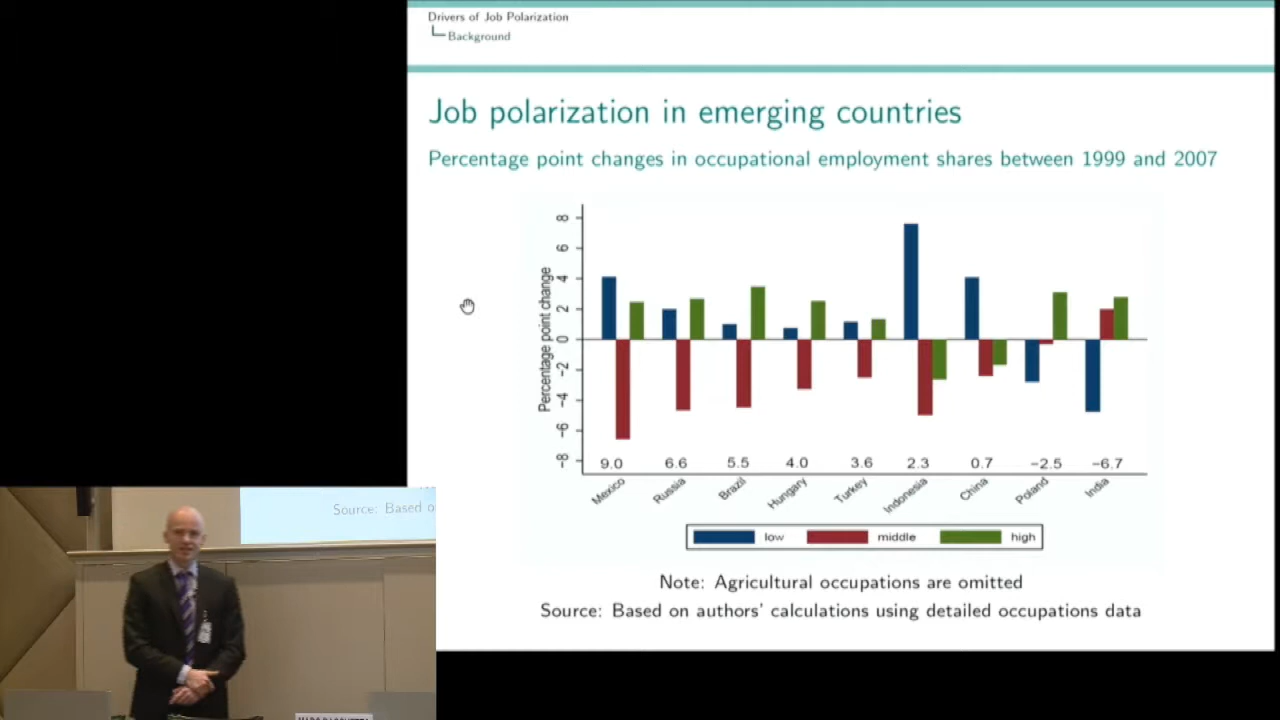 Drivers of Job Polarization
Background
Job polarization in emerging countries
Percentage point changes in occupational employment shares between 1999 and 2007
Percentage point change
8
6
4
2
0
−2
−4
−6
−8
9.0 6.6 5.5 4.0 3.6 2.3 0.7 −2.5 −6.7
Mexico Russia Brazil Hungary Turkey Indonesia China Poland India
low middle high
Note: Agricultural occupations are omitted
Source: Based on authors' calculations using detailed occupations data
Source: Based o